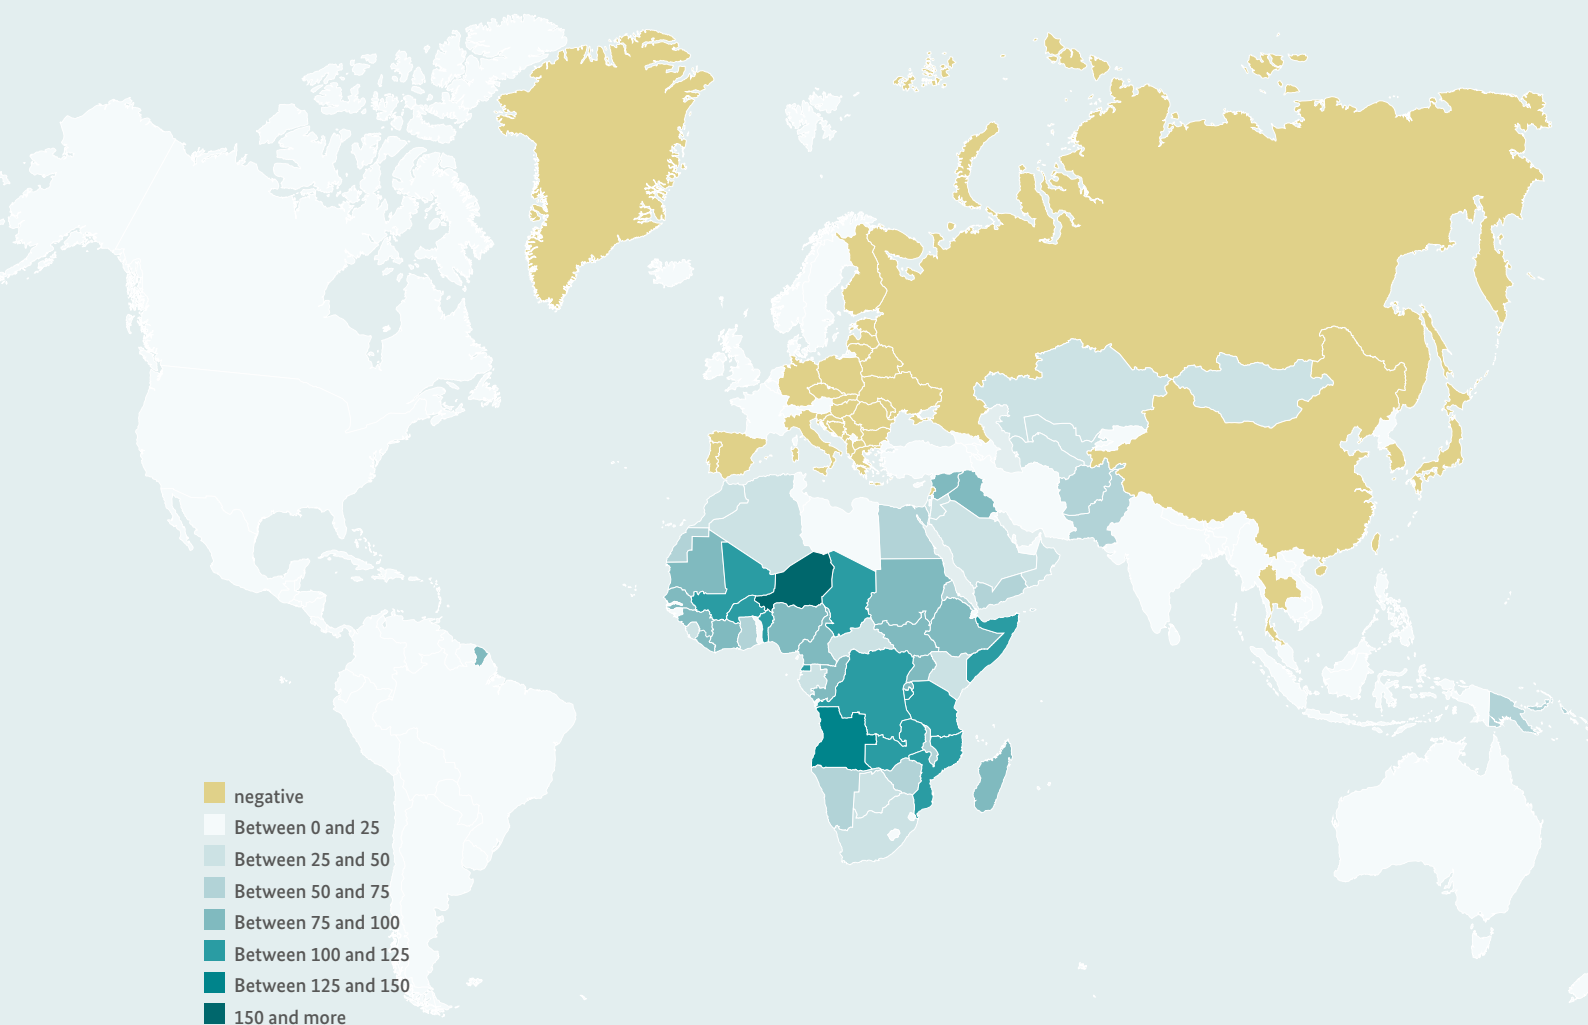 negative
Between 0 and 25
Between 25 and 50
Between 50 and 75
Between 75 and 100
Between 100 and 125
Between 125 and 150
150 and more